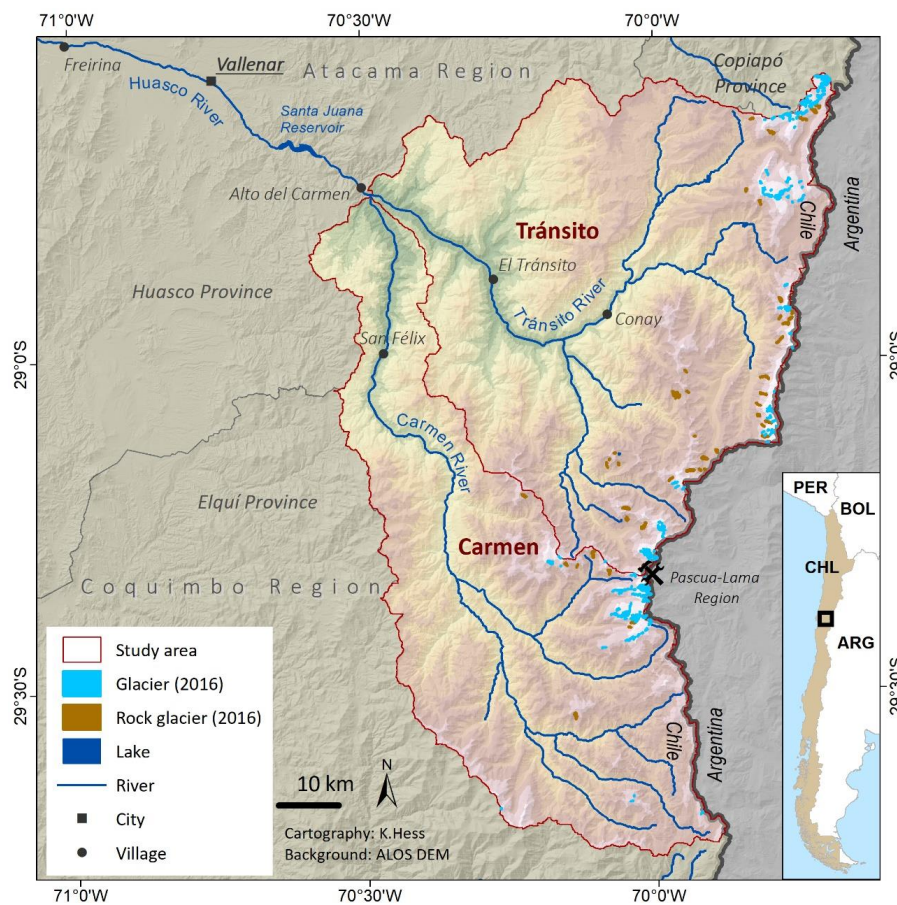 71°0'W
70°30'W
70°0'W
Freirina
Vallenar
Atacama Region
Copiapó
Province
Huasco River
Santa Juana
Reservoir
Alto del Carmen
Chile
Argentina
Tránsito
El Tránsito
Huasco Province
Tránsito River
Conay
San Félix
29°0'S
29°0'S
Carmen
River
Elquí Province
PER
BOL
Carmen
CHL
Pascua-Lama
Region
Coquimbo Region
ARG
Study area
Glacier (2016)
Rock glacier (2016)
Lake
River
City
Village
29°30'S
29°30'S
Chile
Argentina
10 km
N
Cartography: K.Hess
Background: ALOS DEM
71°0'W
70°30'W
70°0'W